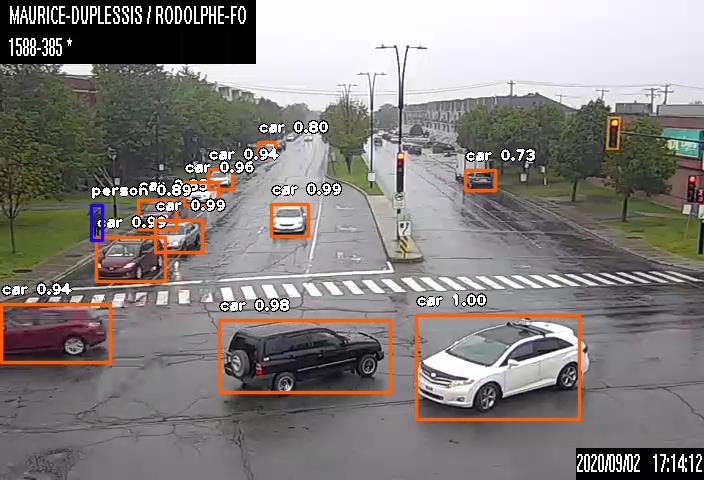 MAURICE-DUPLESSIS / RODOLPHE-FO
1588-385 *
car 0.80
car 0.94
car 0.73
car 0.96
person 0.89
car 0.99
car 0.99
car 0.99
car 0.94
car 0.98
car 1.00
2020/09/02 17:14:12